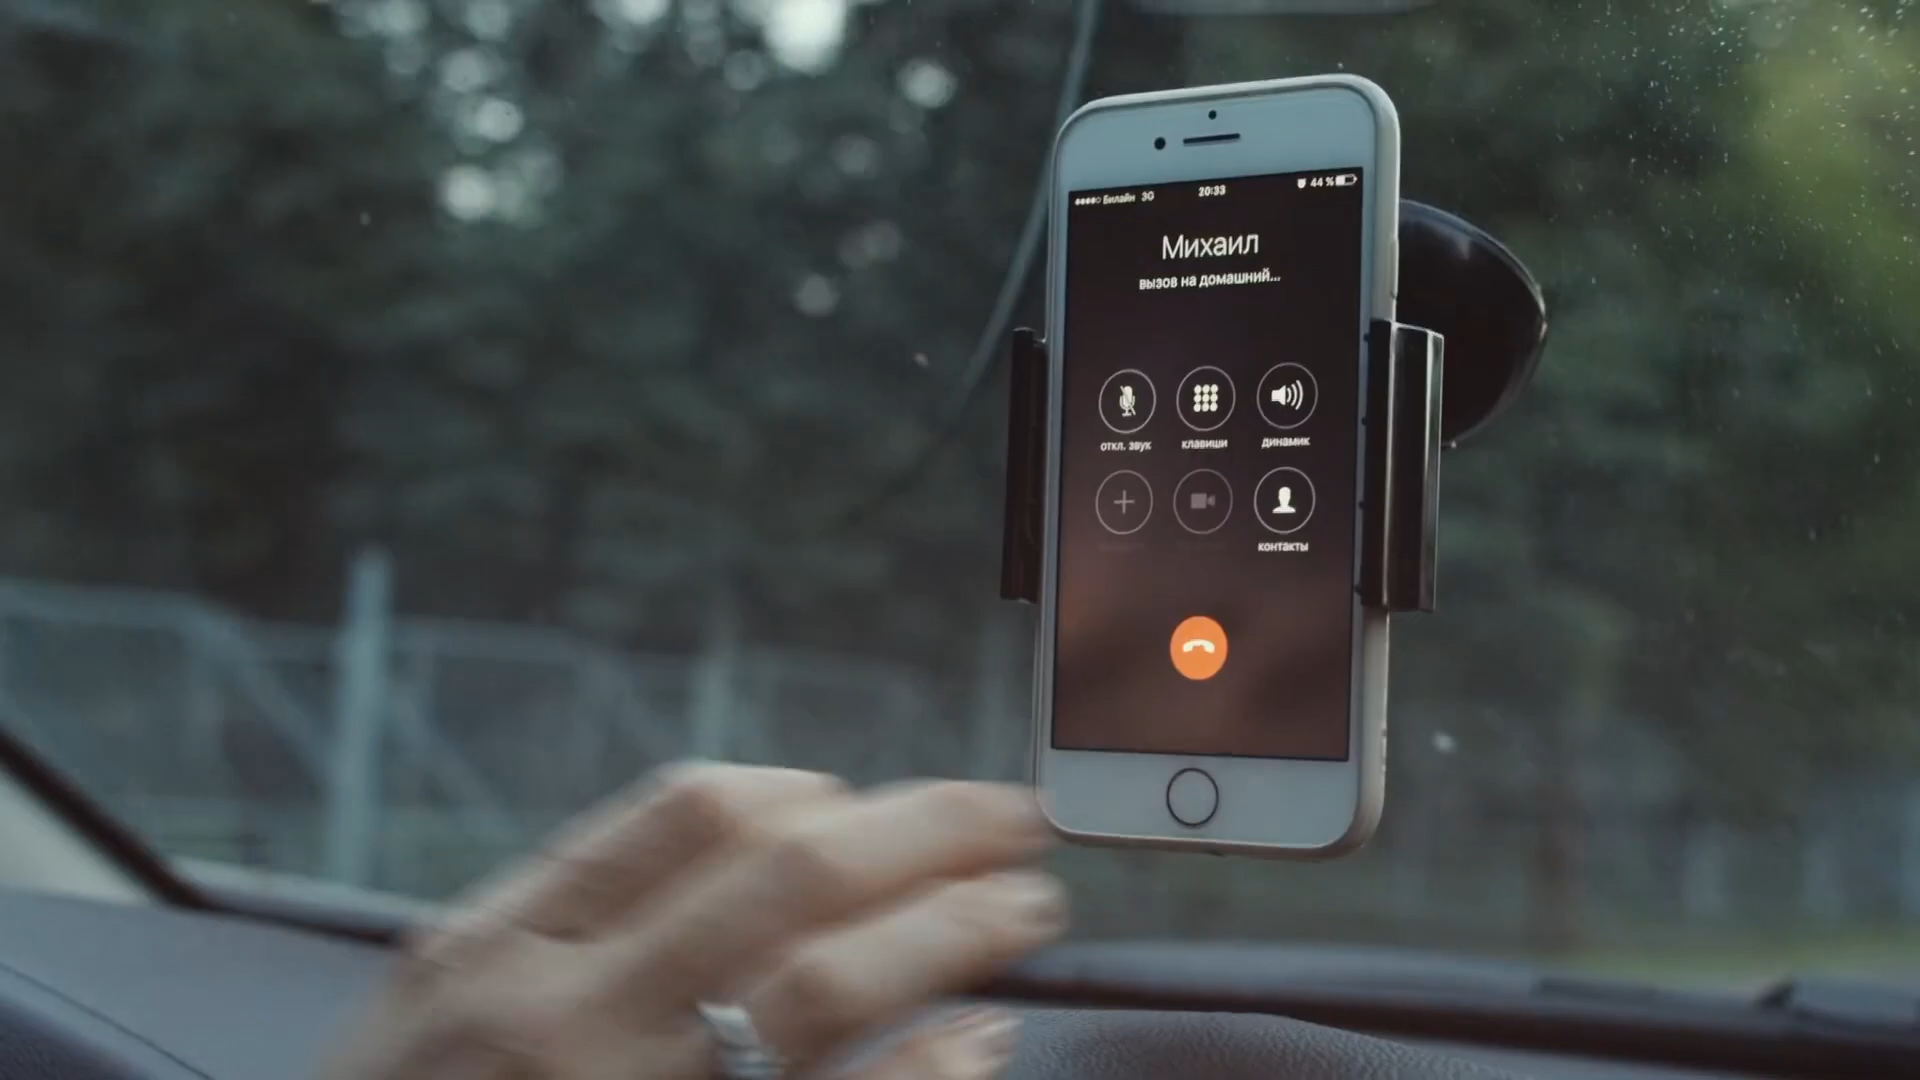 Билайн 3G 20:33 44 %
Михаил
вызов на домашний...
откл. звук клавиши динамик
контакты